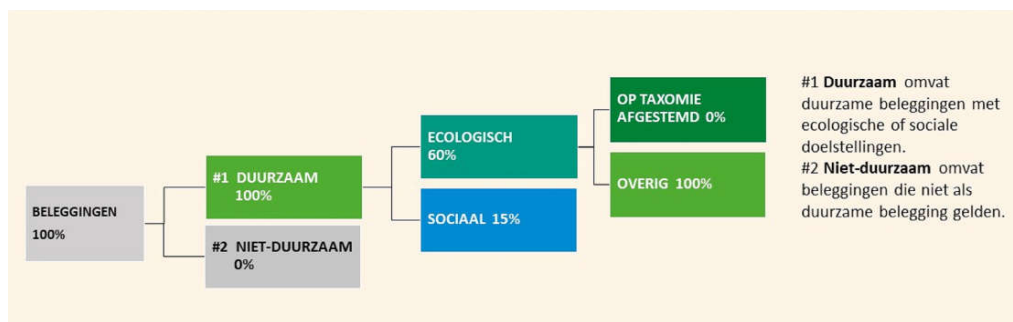 BELEGGINGEN
100%
#1 DUURZAAM
100%
#2 NIET-DUURZAAM
0%
ECOLOGISCH
60%
SOCIAAL 15%
OP TAXOMIE
AFGESTEMD 0%
OVERIG 100%
#1 Duurzaam omvat
duurzame beleggingen met
ecologische of sociale
doelstellingen.
#2 Niet-duurzaam omvat
beleggingen die niet als
duurzame belegging gelden.